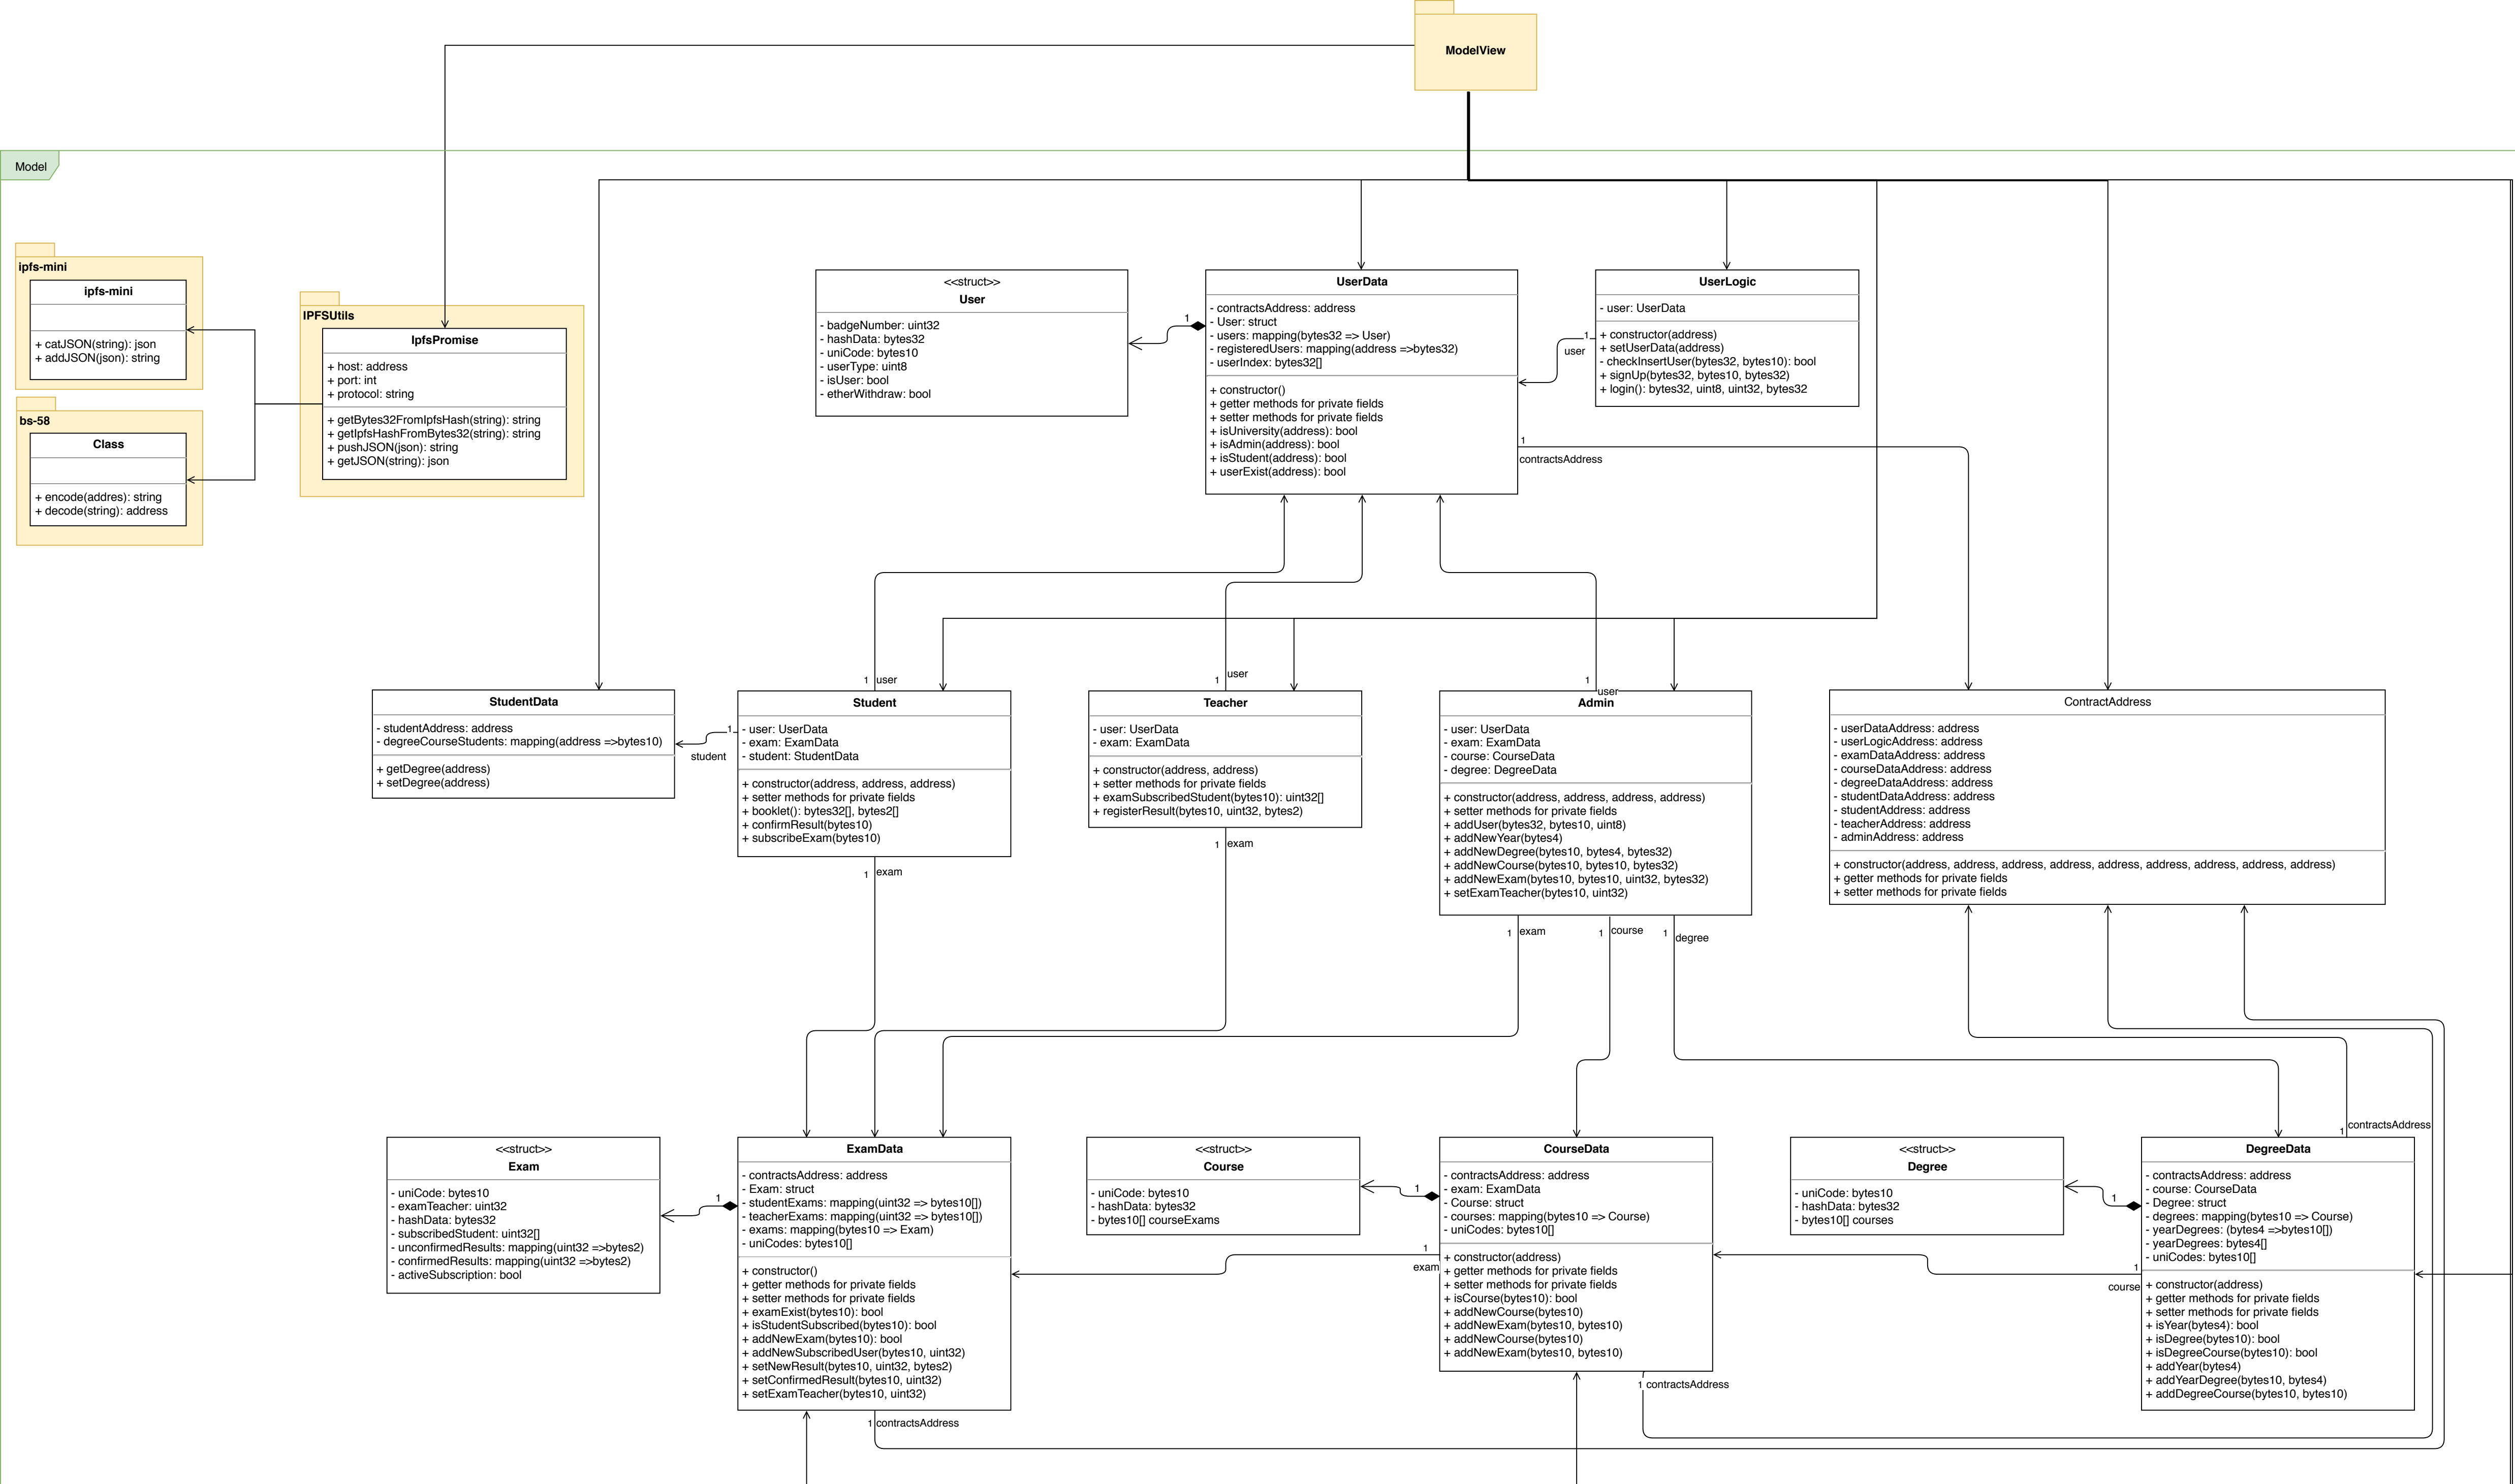 ModelView
Model
ipfs-mini
ipfs-mini
+ catJSON(string): json
+ addJSON(json): string
bs-58
Class
+ encode(addres): string
+ decode(string): address
IPFSUtils
IpfsPromise
+ host: address
+ port: int
+ protocol: string
+ getBytes32FromIpfsHash(string): string
+ getIpfsHashFromBytes32(string): string
+ pushJSON(json): string
+ getJSON(string): json
<<struct>>
User
- badgeNumber: uint32
- hashData: bytes32
- uniCode: bytes10
- userType: uint8
- isUser: bool
- etherWithdraw: bool
1
UserData
- contractsAddress: address
- User: struct
- users: mapping(bytes32 => User)
- registeredUsers: mapping(address =>bytes32)
- userIndex: bytes32[]
+ constructor()
+ getter methods for private fields
+ setter methods for private fields
+ isUniversity(address): bool
+ isAdmin(address): bool
+ isStudent(address): bool
+ userExist(address): bool
1
user
UserLogic
- user: UserData
+ constructor(address)
+ setUserData(address)
- checkInsertUser(bytes32, bytes10): bool
+ signUp(bytes32, bytes10, bytes32)
+ login(): bytes32, uint8, uint32, bytes32
1
contractsAddress
StudentData
- studentAddress: address
- degreeCourseStudents: mapping(address =>bytes10)
+ getDegree(address)
+ setDegree(address)
1
student
1 user
Student
- user: UserData
- exam: ExamData
- student: StudentData
+ constructor(address, address, address)
+ setter methods for private fields
+ booklet(): bytes32[], bytes2[]
+ confirmResult(bytes10)
+ subscribeExam(bytes10)
1 exam
1 user
Teacher
- user: UserData
- exam: ExamData
+ constructor(address, address)
+ setter methods for private fields
+ examSubscribedStudent(bytes10): uint32[]
+ registerResult(bytes10, uint32, bytes2)
1 exam
1
user
Admin
- user: UserData
- exam: ExamData
- course: CourseData
- degree: DegreeData
+ constructor(address, address, address, address)
+ setter methods for private fields
+ addUser(bytes32, bytes10, uint8)
+ addNewYear(bytes4)
+ addNewDegree(bytes10, bytes4, bytes32)
+ addNewCourse(bytes10, bytes10, bytes32)
+ addNewExam(bytes10, bytes10, uint32, bytes32)
+ setExamTeacher(bytes10, uint32)
1 exam
1 course
1 degree
ContractAddress
- userDataAddress: address
- userLogicAddress: address
- examDataAddress: address
- courseDataAddress: address
- degreeDataAddress: address
- studentDataAddress: address
- studentAddress: address
- teacherAddress: address
- adminAddress: address
+ constructor(address, address, address, address, address, address, address, address, address)
+ getter methods for private fields
+ setter methods for private fields
<<struct>>
Exam
- uniCode: bytes10
- examTeacher: uint32
- hashData: bytes32
- subscribedStudent: uint32[]
- unconfirmedResults: mapping(uint32 =>bytes2)
- confirmedResults: mapping(uint32 =>bytes2)
- activeSubscription: bool
1
ExamData
- contractsAddress: address
- Exam: struct
- studentExams: mapping(uint32 => bytes10[])
- teacherExams: mapping(uint32 => bytes10[])
- exams: mapping(bytes10 => Exam)
- uniCodes: bytes10[]
+ constructor()
+ getter methods for private fields
+ setter methods for private fields
+ examExist(bytes10): bool
+ isStudentSubscribed(bytes10): bool
+ addNewExam(bytes10): bool
+ addNewSubscribedUser(bytes10, uint32)
+ setNewResult(bytes10, uint32, bytes2)
+ setConfirmedResult(bytes10, uint32)
+ setExamTeacher(bytes10, uint32)
1 contractsAddress
<<struct>>
Course
- uniCode: bytes10
- hashData: bytes32
- bytes10[] courseExams
1
1
exam
CourseData
- contractsAddress: address
- exam: ExamData
- Course: struct
- courses: mapping(bytes10 => Course)
- uniCodes: bytes10[]
+ constructor(address)
+ getter methods for private fields
+ setter methods for private fields
+ isCourse(bytes10): bool
+ addNewCourse(bytes10)
+ addNewExam(bytes10, bytes10)
+ addNewCourse(bytes10)
+ addNewExam(bytes10, bytes10)
1 contractsAddress
<<struct>>
Degree
- uniCode: bytes10
- hashData: bytes32
- bytes10[] courses
1
1
course
1 contractsAddress
DegreeData
- contractsAddress: address
- course: CourseData
- Degree: struct
- degrees: mapping(bytes10 => Course)
- yearDegrees: (bytes4 =>bytes10[])
- yearDegrees: bytes4[]
- uniCodes: bytes10[]
+ constructor(address)
+ getter methods for private fields
+ setter methods for private fields
+ isYear(bytes4): bool
+ isDegree(bytes10): bool
+ isDegreeCourse(bytes10): bool
+ addYear(bytes4)
+ addYearDegree(bytes10, bytes4)
+ addDegreeCourse(bytes10, bytes10)